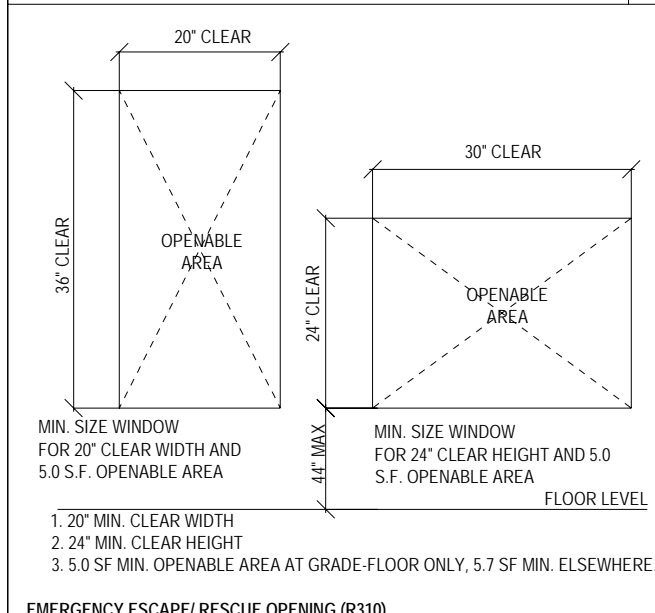 20" CLEAR
36" CLEAR
OPENABLE
AREA
MIN. SIZE WINDOW
FOR 20" CLEAR WIDTH AND
5.0 S.F. OPENABLE AREA
30" CLEAR
24" CLEAR
OPENABLE
AREA
44" MAX
MIN. SIZE WINDOW
FOR 24" CLEAR HEIGHT AND 5.0
S.F. OPENABLE AREA
FLOOR LEVEL
1. 20" MIN. CLEAR WIDTH
2. 24" MIN. CLEAR HEIGHT
3. 5.0 SF MIN. OPENABLE AREA AT GRADE-FLOOR ONLY, 5.7 SF MIN. ELSEWHERE.
EMERGENCY ESCAPE/ RESCUE OPENING (R310)